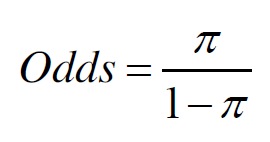 Odds = π / 1 − π